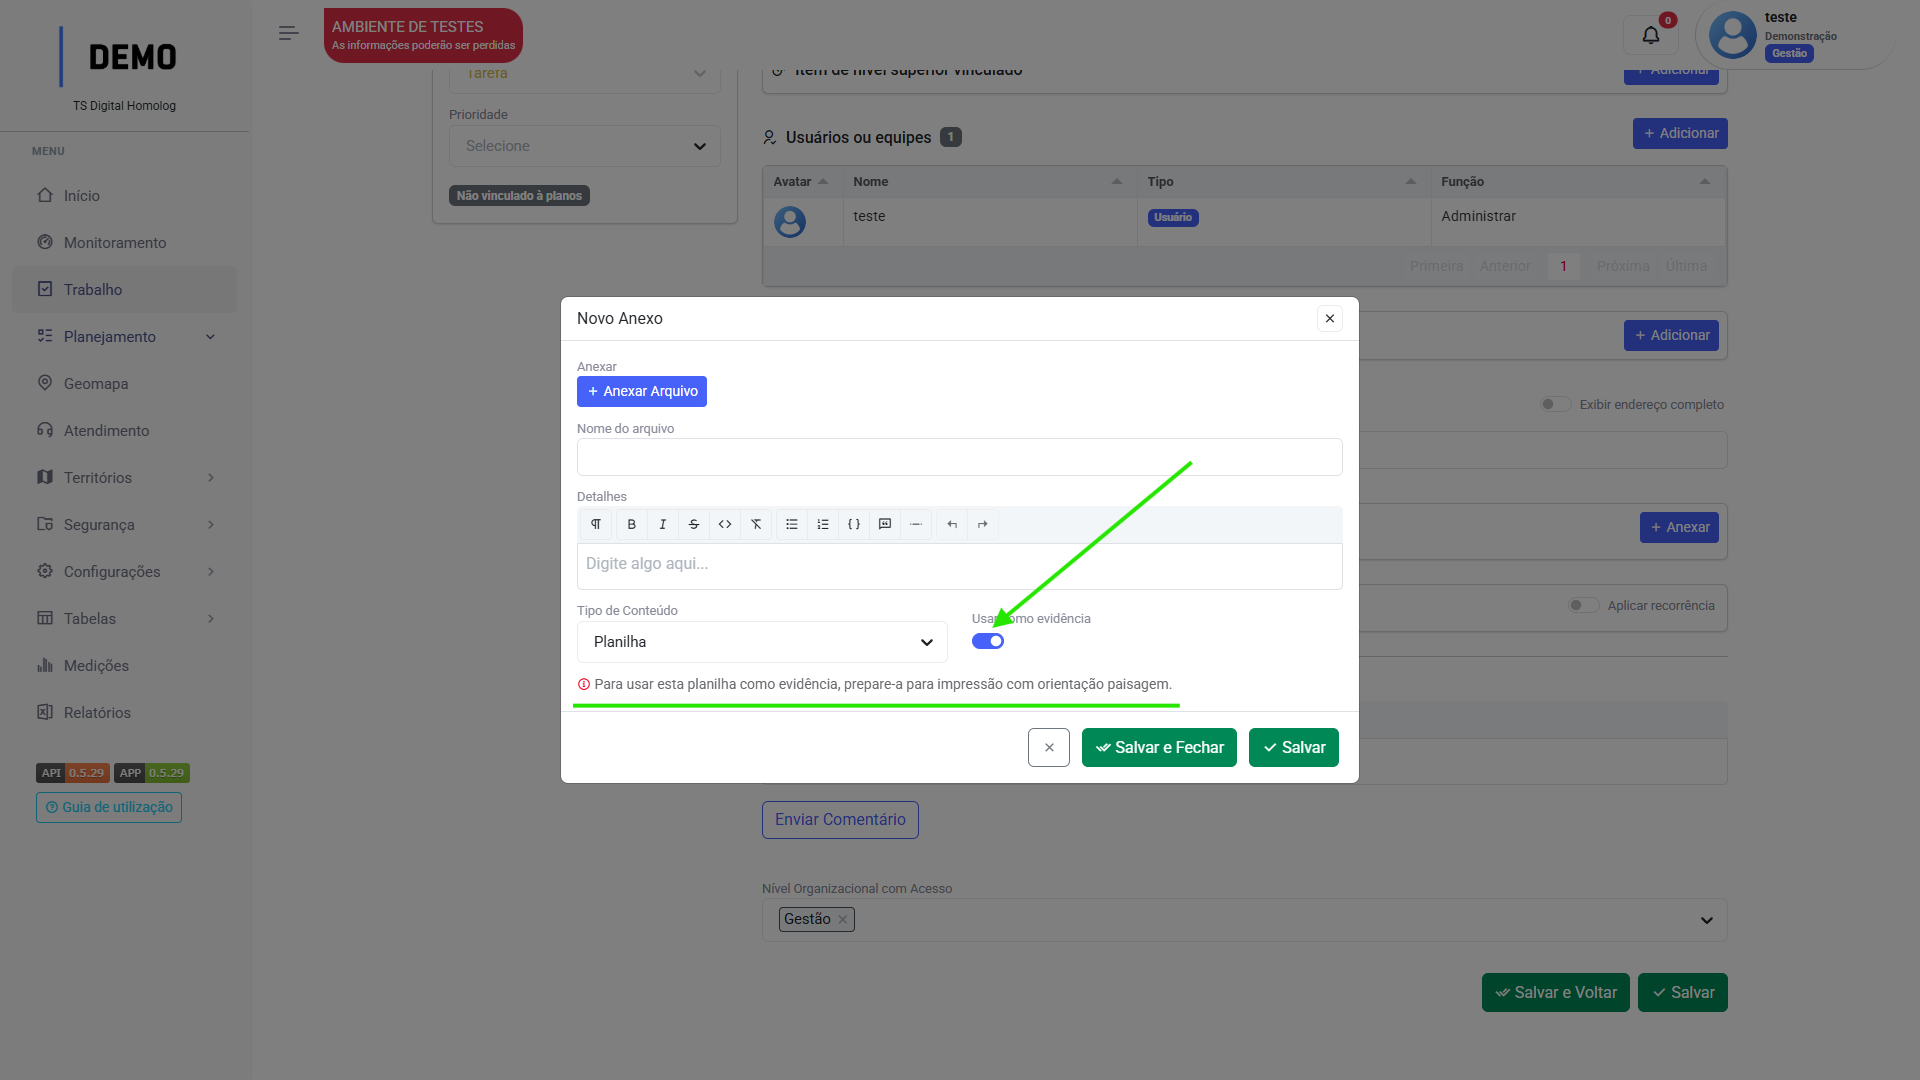 DEMO
TS Digital Homolog
AMBIENTE DE TESTES
As informações poderão ser perdidas
0
teste
Demonstração
Gestão
MENU
Início
Monitoramento
Trabalho
Planejamento
Geomapa
Atendimento
Territórios
Segurança
Configurações
Tabelas
Medições
Relatórios
API 0.5.29 APP 0.5.29
Guia de utilização
Tarefa
Prioridade
Selecione
Não vinculado à planos
Item de nível superior vinculado
+ Adicionar
Usuários ou equipes 1
+ Adicionar
Avatar Nome Tipo Função
teste Usuário Administrar
Primeira Anterior 1 Próxima Última
+ Adicionar
Exibir endereço completo
+ Anexar
Aplicar recorrência
Novo Anexo
Anexar
+ Anexar Arquivo
Nome do arquivo
Detalhes
Digite algo aqui...
Tipo de Conteúdo
Planilha
Usar como evidência
Para usar esta planilha como evidência, prepare-a para impressão com orientação paisagem.
Salvar e Fechar
Salvar
Enviar Comentário
Nível Organizacional com Acesso
Gestão
Salvar e Voltar
Salvar